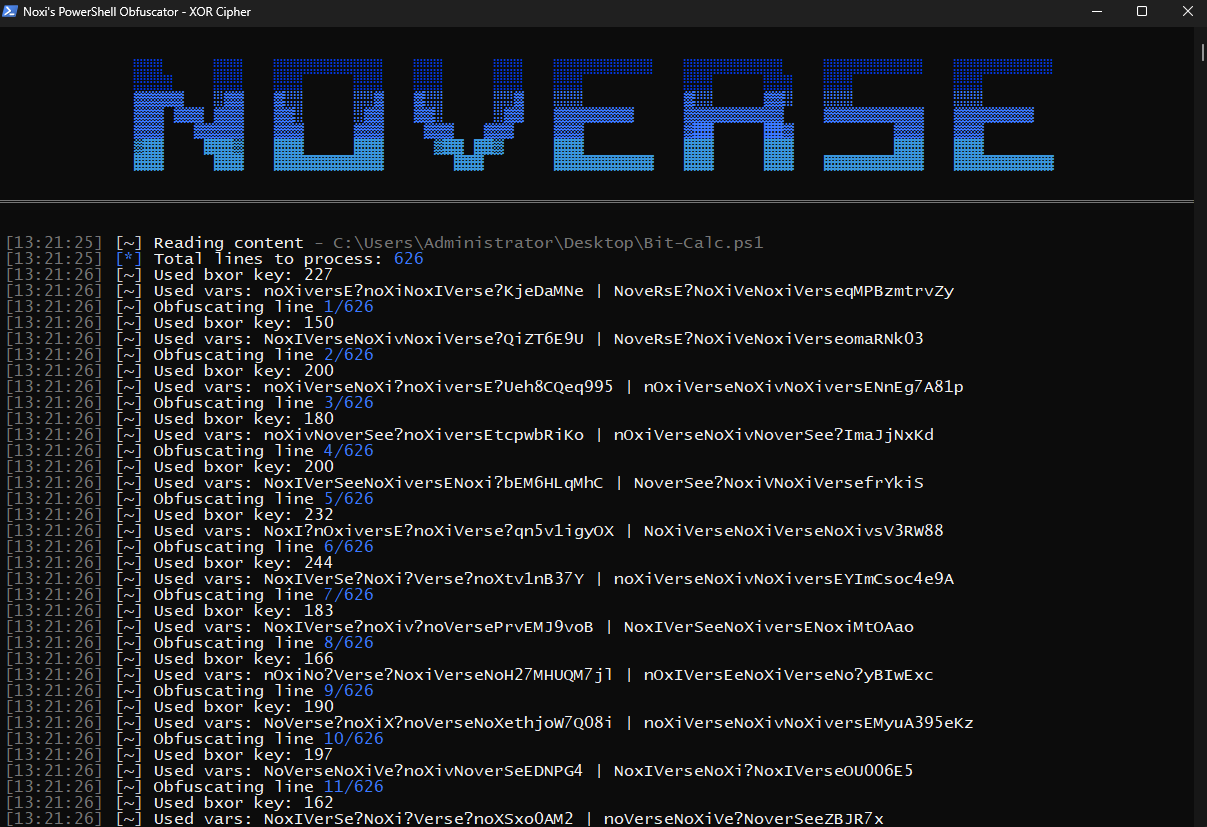 Noxi's PowerShell Obfuscator - XOR Cipher
NOVERSE
[13:21:25] [~] Reading content - C:\Users\Administrator\Desktop\Bit-Calc.ps1
[13:21:25] [*] Total lines to process: 626
[13:21:26] [~] Used bxor key: 227
[13:21:26] [~] Used vars: noXiversE?noXiNoxIVerse?KjeDaMNe | NoveRsE?NoXiVeNoxiVerseqMPBzmtrvZy
[13:21:26] [~] Obfuscating line 1/626
[13:21:26] [~] Used bxor key: 150
[13:21:26] [~] Used vars: NoxIVerseNoXivNoxiVerse?QiZT6E9U | NoveRsE?NoXiVeNoxiVerseomaRNk03
[13:21:26] [~] Obfuscating line 2/626
[13:21:26] [~] Used bxor key: 200
[13:21:26] [~] Used vars: noXiVerseNoXi?noXiversE?Ueh8CQeq995 | nOxiVerseNoXivNoXiversENnEg7A81p
[13:21:26] [~] Obfuscating line 3/626
[13:21:26] [~] Used bxor key: 180
[13:21:26] [~] Used vars: noXivNoverSee?noXiversEtcpwbRiKo | nOxiVerseNoXivNoverSee?ImaJjNxKd
[13:21:26] [~] Obfuscating line 4/626
[13:21:26] [~] Used bxor key: 200
[13:21:26] [~] Used vars: NoxIVerSeeNoXiversENoxi?bEM6HLqMhC | NoverSee?NoxiVNoXiVersefrYkiS
[13:21:26] [~] Obfuscating line 5/626
[13:21:26] [~] Used bxor key: 232
[13:21:26] [~] Used vars: NoxI?nOxiversE?noXiVerse?qn5v1igyOX | NoXiVerseNoXiVerseNoXivsV3RW88
[13:21:26] [~] Obfuscating line 6/626
[13:21:26] [~] Used bxor key: 244
[13:21:26] [~] Used vars: NoxIVerSe?NoXi?Verse?noXtv1nB37Y | noXiVerseNoXivNoXiversEYImCsoc4e9A
[13:21:26] [~] Obfuscating line 7/626
[13:21:26] [~] Used bxor key: 183
[13:21:26] [~] Used vars: NoxIVerse?noXiv?noVersePrvEMJ9voB | NoxIVerSeeNoXiversENoxiMtOAao
[13:21:26] [~] Obfuscating line 8/626
[13:21:26] [~] Used bxor key: 166
[13:21:26] [~] Used vars: nOxiNo?Verse?NoxiVerseNoH27MHUQM7jl | nOxIVersEeNoXiVerseNo?yBIwExc
[13:21:26] [~] Obfuscating line 9/626
[13:21:26] [~] Used bxor key: 190
[13:21:26] [~] Used vars: NoVerse?noXiX?noVerseNoXethjoW7Q08i | noXiVerseNoXivNoXiversEMyuA395eKz
[13:21:26] [~] Obfuscating line 10/626
[13:21:26] [~] Used bxor key: 197
[13:21:26] [~] Used vars: NoVerseNoXiVe?noXivNoverSeEDNPG4 | NoxIVerseNoXi?NoxIVerseOU006E5
[13:21:26] [~] Obfuscating line 11/626
[13:21:26] [~] Used bxor key: 162
[13:21:26] [~] Used vars: NoxIVerSe?NoXi?Verse?noXSxo0AM2 | noVerseNoXiVe?NoverSeeZBJR7x